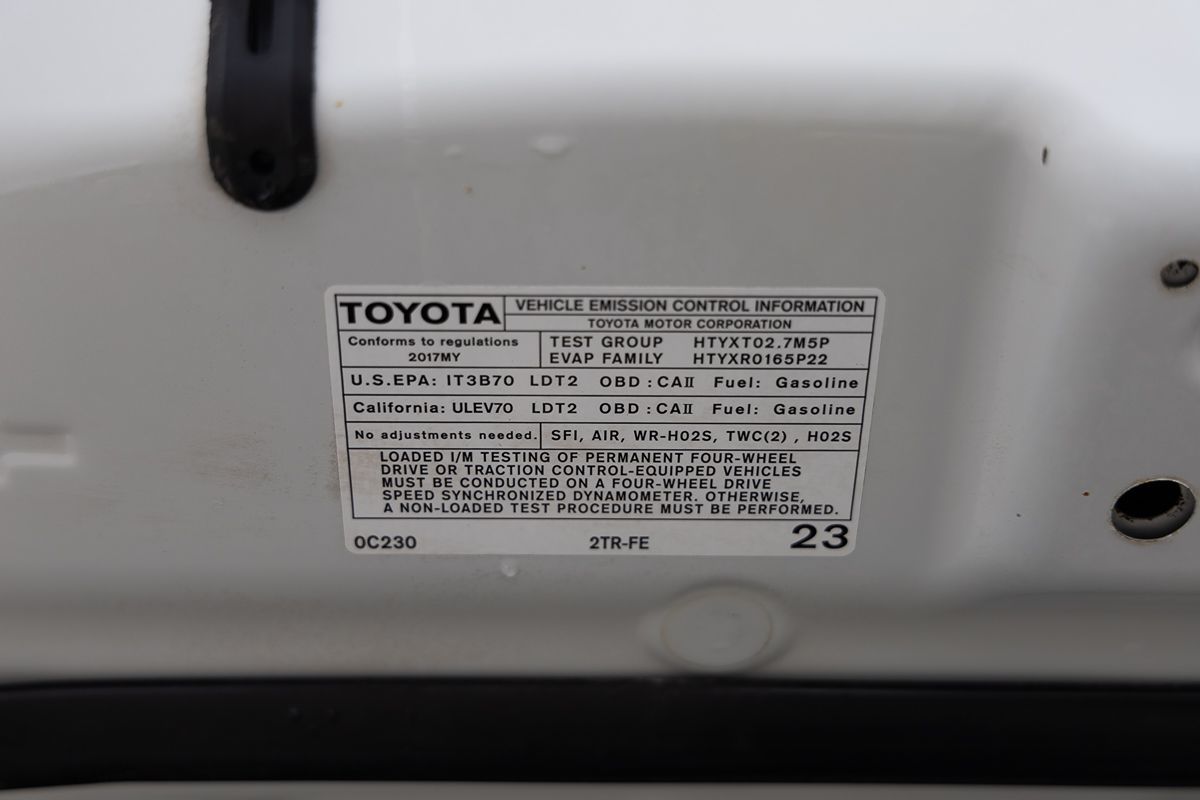 TOYOTA VEHICLE EMISSION CONTROL INFORMATION
TOYOTA MOTOR CORPORATION
Conforms to regulations
2017MY
TEST GROUP HTYXT02.7M5P
EVAP FAMILY HTYXR0165P22
U.S.EPA: IT3B70 LDT2 OBD : CAII Fuel: Gasoline
California: ULEV70 LDT2 OBD : CAII Fuel: Gasoline
No adjustments needed. SFI, AIR, WR-HO2S, TWC(2) , HO2S
LOADED I/M TESTING OF PERMANENT FOUR-WHEEL
DRIVE OR TRACTION CONTROL-EQUIPPED VEHICLES
MUST BE CONDUCTED ON A FOUR-WHEEL DRIVE
SPEED SYNCHRONIZED DYNAMOMETER. OTHERWISE,
A NON-LOADED TEST PROCEDURE MUST BE PERFORMED.
0C230 2TR-FE 23